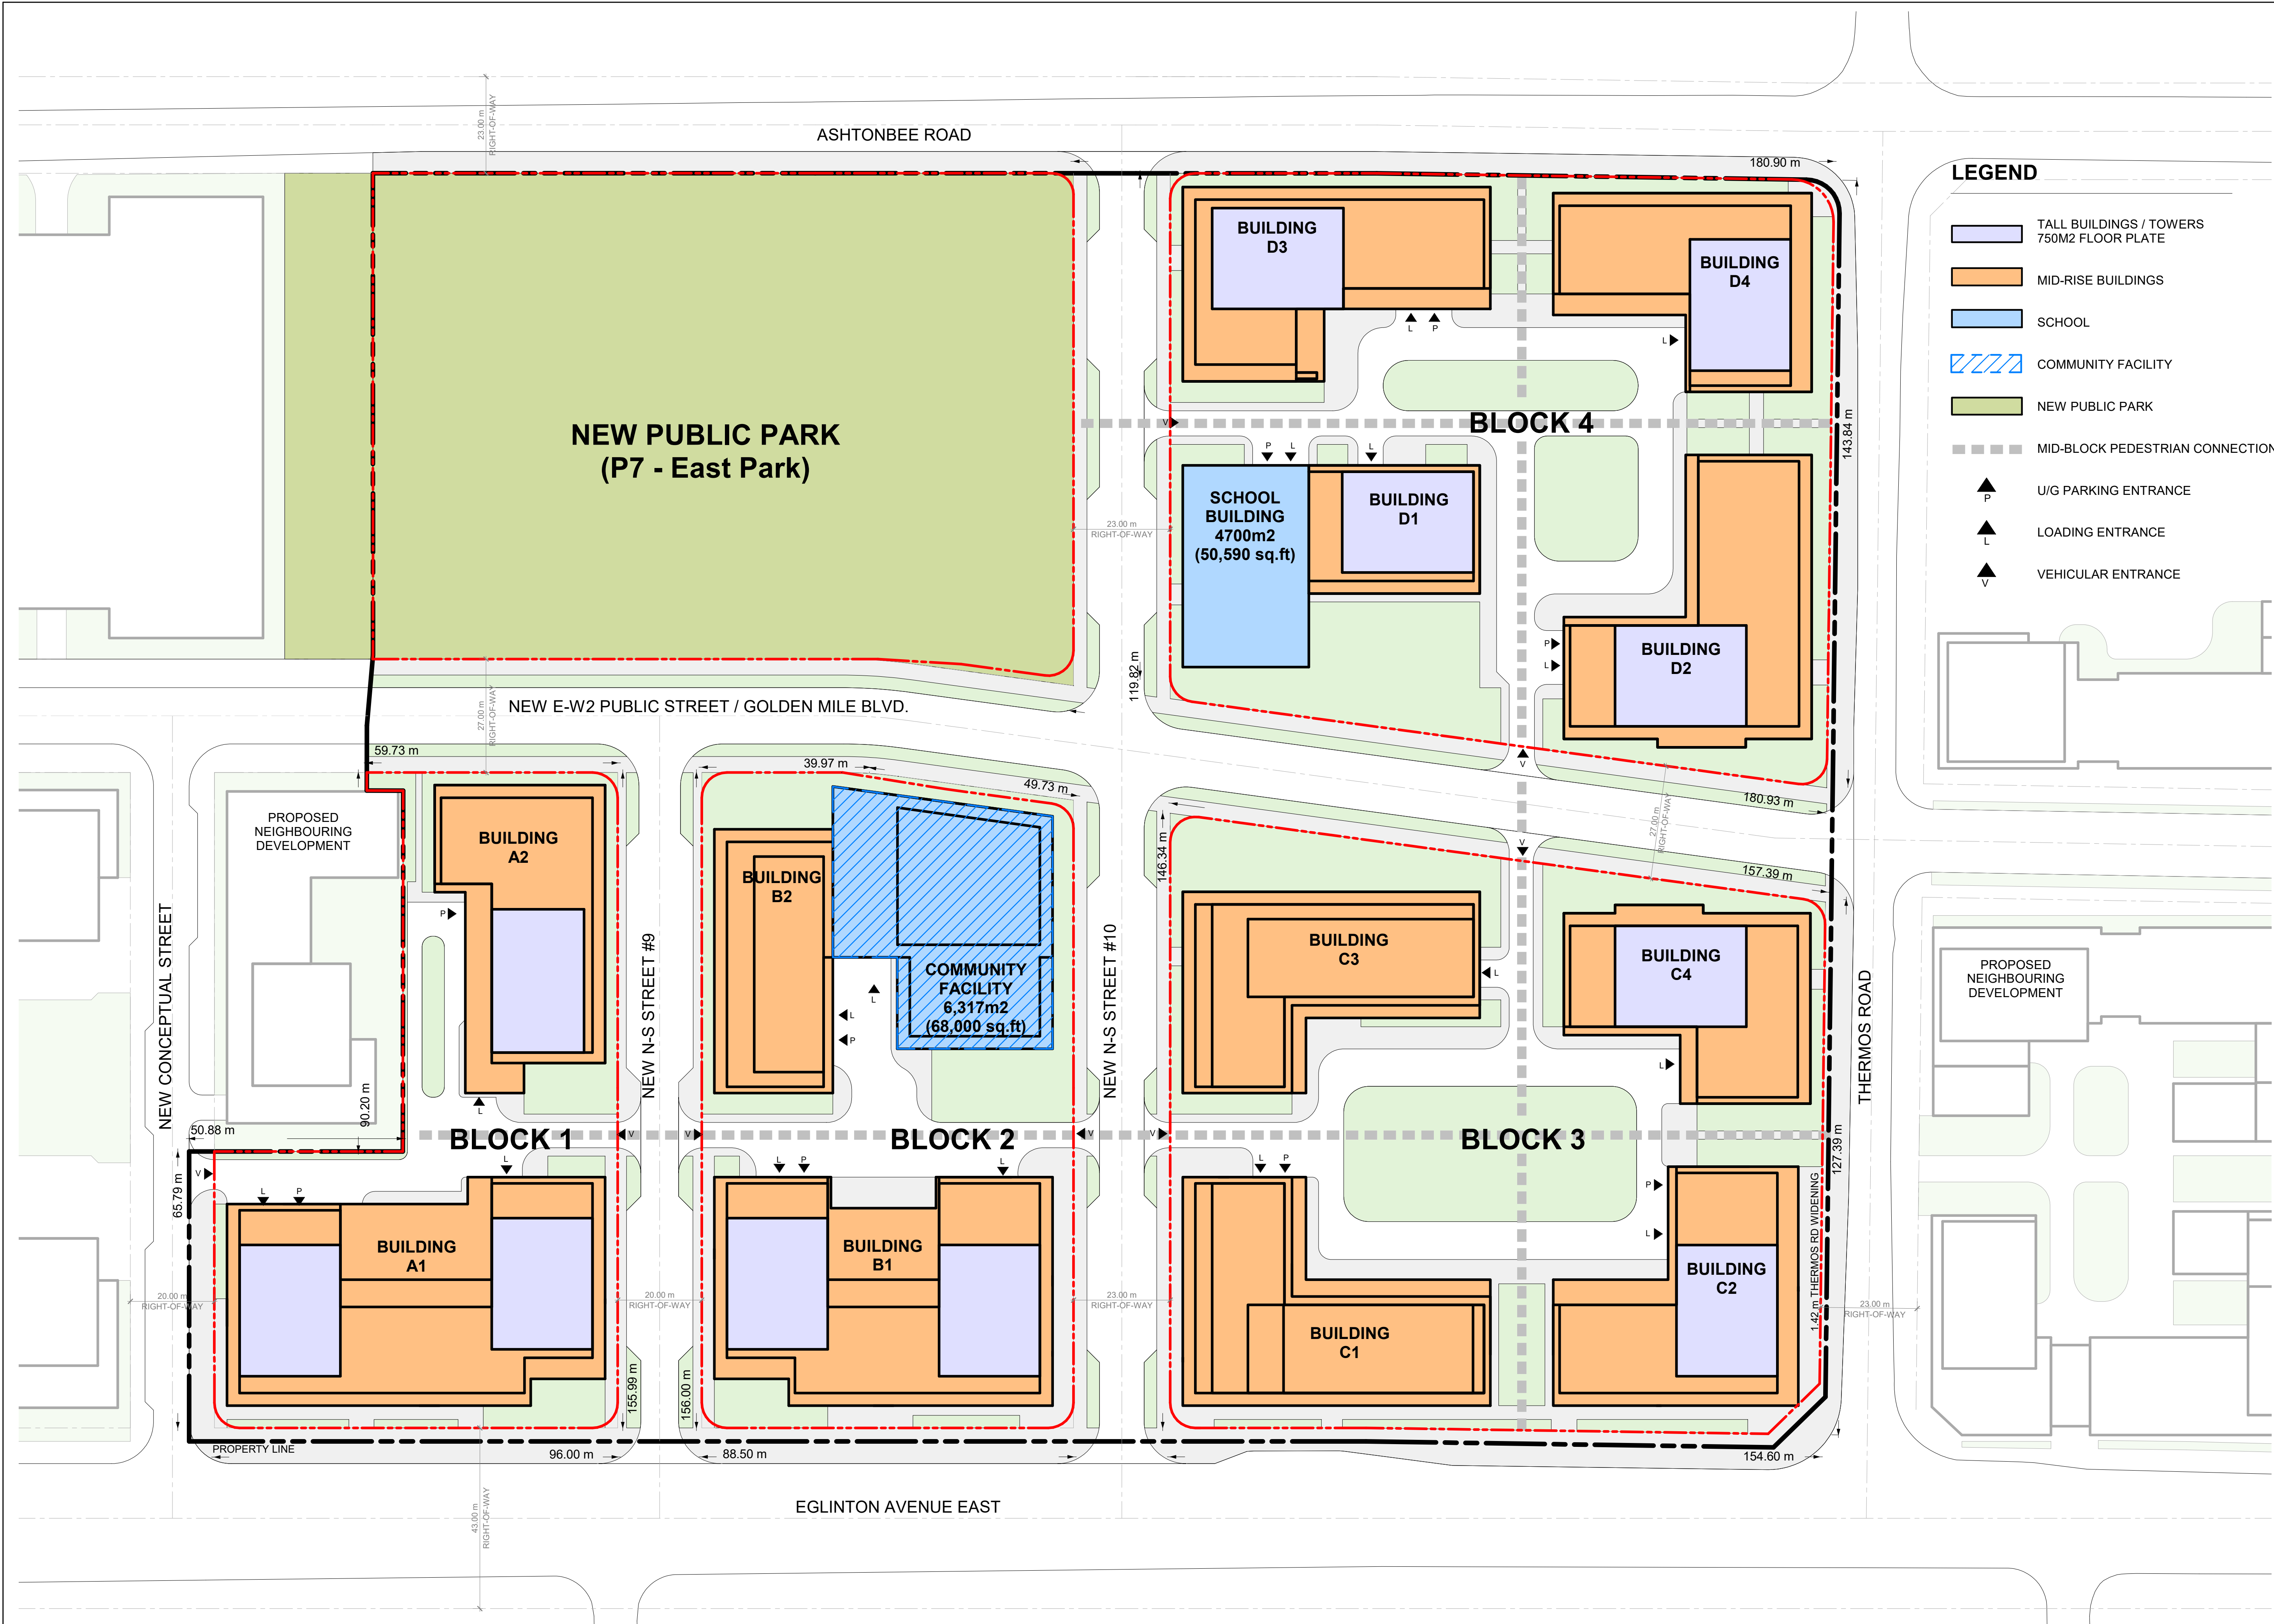 23.00 m
RIGHT-OF-WAY
ASHTONBEE ROAD
180.90 m
LEGEND
TALL BUILDINGS / TOWERS
750M2 FLOOR PLATE
MID-RISE BUILDINGS
SCHOOL
COMMUNITY FACILITY
NEW PUBLIC PARK
MID-BLOCK PEDESTRIAN CONNECTION
P
U/G PARKING ENTRANCE
L
LOADING ENTRANCE
V
VEHICULAR ENTRANCE
BUILDING
D3
BUILDING
D4
L
P
L
NEW PUBLIC PARK
(P7 - East Park)
V
BLOCK 4
143.84 m
P
L
L
SCHOOL
BUILDING
4700m2
(50,590 sq.ft)
BUILDING
D1
23.00 m
RIGHT-OF-WAY
P
L
BUILDING
D2
119.82 m
27.00 m
RIGHT-OF-WAY
NEW E-W2 PUBLIC STREET / GOLDEN MILE BLVD.
V
180.93 m
27.00 m
RIGHT-OF-WAY
59.73 m
39.97 m
49.73 m
146.34 m
V
157.39 m
PROPOSED
NEIGHBOURING
DEVELOPMENT
BUILDING
A2
P
L
BUILDING
B2
COMMUNITY
FACILITY
6,317m2
(68,000 sq.ft)
L
L
P
BUILDING
C3
L
BUILDING
C4
L
PROPOSED
NEIGHBOURING
DEVELOPMENT
NEW CONCEPTUAL STREET
NEW N-S STREET #9
NEW N-S STREET #10
THERMOS ROAD
90.20 m
50.88 m
65.79 m
BLOCK 1
V
V
BLOCK 2
V
V
BLOCK 3
127.39 m
V
L
P
L
L
P
L
L
P
P
L
BUILDING
A1
BUILDING
B1
BUILDING
C1
BUILDING
C2
1.42 m THERMOS RD WIDENING
20.00 m
RIGHT-OF-WAY
20.00 m
RIGHT-OF-WAY
23.00 m
RIGHT-OF-WAY
23.00 m
RIGHT-OF-WAY
155.99 m
156.00 m
PROPERTY LINE
96.00 m
88.50 m
154.60 m
43.00 m
RIGHT-OF-WAY
EGLINTON AVENUE EAST